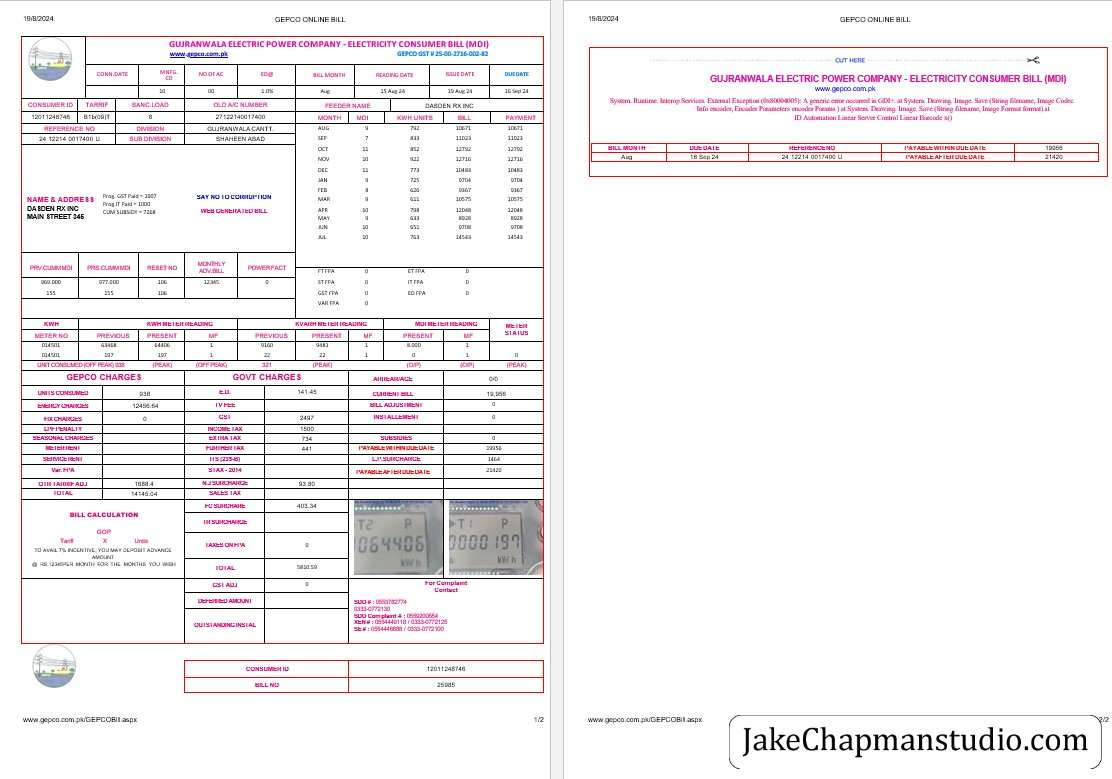 19/8/2024
GEPCO ONLINE BILL
GUJRANWALA ELECTRIC POWER COMPANY - ELECTRICITY CONSUMER BILL (MDI)
www.gepco.com.pk GEPCO GST # 25-00-2716-002-82
CONN.DATE MNFG. CD NO OF AC ED@ BILL MONTH READING DATE ISSUE DATE DUE DATE
10 00 1.0% Aug 15 Aug 24 19 Aug 24 16 Sep 24
CONSUMER ID TARRIF SANC.LOAD OLD A/C NUMBER FEEDER NAME DASDEN RX INC
12011248746 B1b(09)T 8 27122140017400
MONTH MDI KWH UNITS BILL PAYMENT
REFERENCE NO DIVISION GUJRANWALA CANTT.
24 12214 0017400 U SUB DIVISION SHAHEEN ABAD
AUG 9 792 10671 10671
SEP 7 833 11023 11023
OCT 11 852 12792 12792
NOV 10 922 12716 12716
DEC 11 773 10483 10483
JAN 9 725 9704 9704
FEB 8 626 9367 9367
MAR 9 611 10575 10575
APR 10 798 12048 12048
MAY 9 633 8928 8928
JUN 10 651 9708 9708
JUL 10 763 14543 14543
NAME & ADDRESS
DASDEN RX INC
MAIN STREET 345
Prog. GST Paid = 1007
Prog.IT Paid = 1000
CUM SUBSIDY = 7268
SAY NO TO CORRUPTION
WEB GENERATED BILL
PRV.CUMMMDI PRS.CUMMMDI RESET NO MONTHLY ADV.BILL POWER FACT
969.000 977.000 106 12345 0
155 155 106
FT FPA 0 ET FPA 0
ST FPA 0 IT FPA 0
GST FPA 0 ED FPA 0
VAR FPA 0
KWH KWH METER READING KVARH METER READING MDI METER READING METER STATUS
METER NO PREVIOUS PRESENT MF PREVIOUS PRESENT MF PRESENT MF
014501 63468 64406 1 9160 9481 1 8.000 1
014501 197 197 1 22 22 1 0 1 0
UNIT CONSUMED (OFF PEAK) 938 (PEAK) (OFF PEAK) 321 (PEAK) (O/P) (O/P) (PEAK)
GEPCO CHARGES GOVT CHARGES ARREAR/AGE 0/0
UNITS CONSUMED 938 E.D. 141.45 CURRENT BILL 19,956
ENERGY CHARGES 12456.64 TV FEE BILL ADJUSTMENT 0
FIX CHARGES 0 GST 2497 INSTALLEMENT 0
LPF PENALTY INCOME TAX 1500
SEASONAL CHARGES EXTRA TAX 734 SUBSIDIES 0
METER RENT FURTHER TAX 441 PAYABLE WITHIN DUE DATE 19956
SERVICE RENT ITS (235-B) L.P.SURCHARGE 1464
Var. FPA STAX - 2014 PAYABLE AFTER DUE DATE 21420
QTR TARRIF ADJ 1688.4 NJ SURCHARGE 93.80
TOTAL 14145.04 SALES TAX
FC SURCHARE 403.34
TR SURCHARGE
TAXES ON FPA 0
TOTAL 5810.59
GST ADJ 0
DEFERRED AMOUNT
OUTSTANDING INSTAL
BILL CALCULATION
GOP
Tariff X Units
TO AVAIL 7% INCENTIVE, YOU MAY DEPOSIT ADVANCE
AMOUNT
@ RS.12345PER MONTH FOR THE MONTHS YOU WISH
T2 P
064406
kWh
T1 P
0000197
kWh
For Complaint
Contact
SDO # : 0553782774
0333-0772130
SDO Complaint # : 0559200554
XEN # : 0554449118 / 0333-0772125
SE # : 0554446688 / 0333-0772100
CONSUMER ID 12011248746
BILL NO 25985
www.gepco.com.pk/GEPCOBill.aspx 1/2
19/8/2024
GEPCO ONLINE BILL
CUT HERE
GUJRANWALA ELECTRIC POWER COMPANY - ELECTRICITY CONSUMER BILL (MDI)
www.gepco.com.pk
System. Runtime. Interop Services. External Exception (0x80004005): A generic error occurred in GDI+. at System. Drawing. Image. Save (String filename, Image Codec
Info encoder, Encoder Parameters encoder Params ) at System. Drawing. Image. Save (String filename, Image Format format) at
ID Automation Linear Server Control Linear Barcode s()
BILL MONTH DUE DATE REFERENCE NO PAYABLE WITHIN DUE DATE 19956
Aug 16 Sep 24 24 12214 0017400 U PAYABLE AFTER DUE DATE 21420
www.gepco.com.pk/GEPCOBill.aspx 2/2
JakeChapmanstudio.com